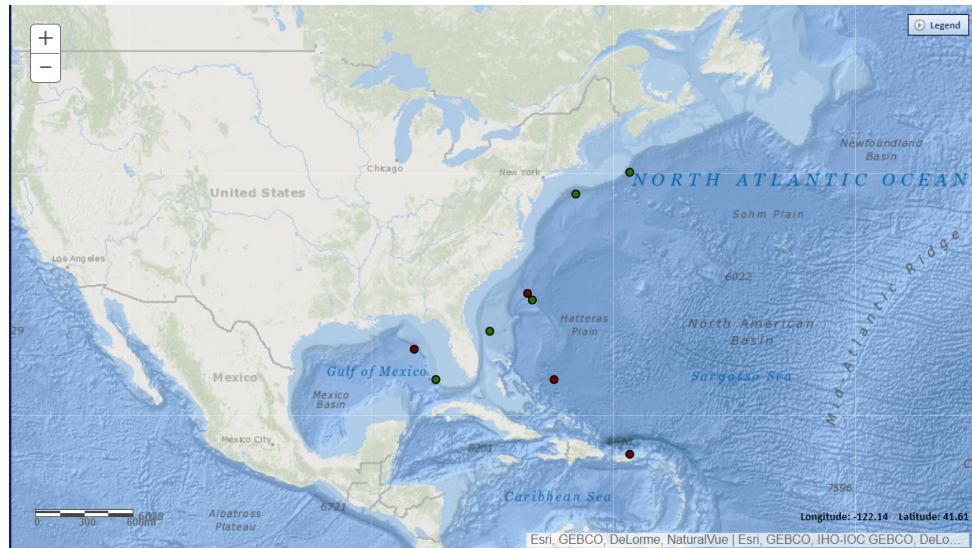 +
Legend
−
Newfoundland
Basin
Chicago
New York
NORTH ATLANTIC OCEAN
United States
Sohm Plain
Los Angeles
6022
Mid-Atlantic Ridge
29
Hatteras
Plain
North American
Basin
Gulf of Mexico
Sargasso Sea
Mexico
Mexico
Basin
Mexico City
8201
7596
Caribbean Sea
6721
Albatross
Plateau
0 300 600mi
Longitude: -122.14 Latitude: 41.61
Esri, GEBCO, DeLorme, NaturalVue | Esri, GEBCO, IHO-IOC GEBCO, DeLo...